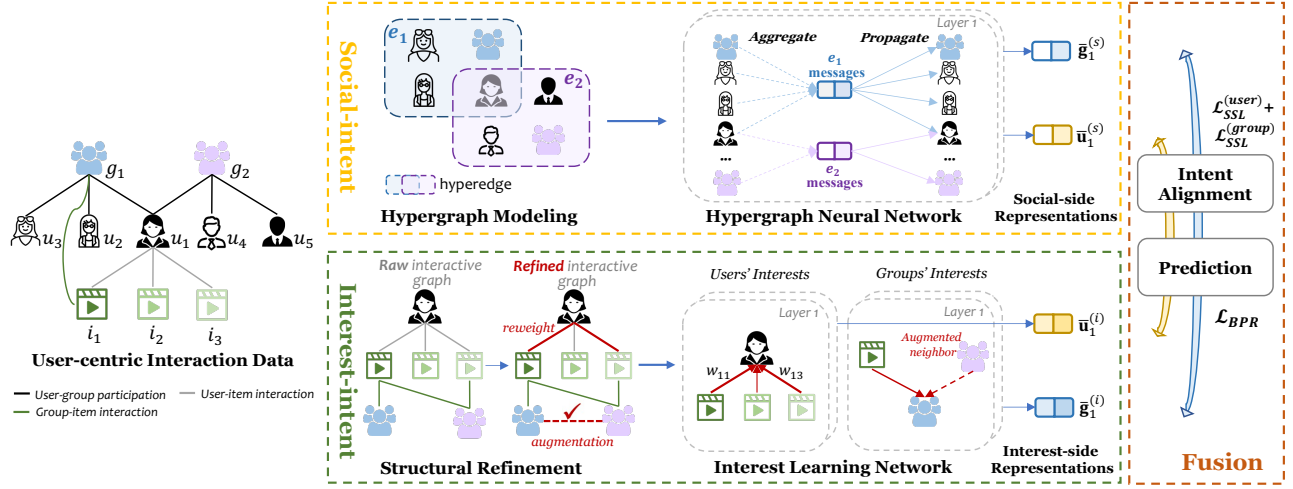 g₁
g₂
u₃
u₂
u₁
u₄
u₅
i₁
i₂
i₃
User-centric Interaction Data
User-group participation
User-item interaction
Group-item interaction
Social-intent
e₁
e₂
hyperedge
Hypergraph Modeling
Layer 1
Aggregate
Propagate
e₁
messages
...
...
e₂
messages
Hypergraph Neural Network
ḡ₁⁽ˢ⁾
ū₁⁽ˢ⁾
Social-side
Representations
Interest-intent
Raw interactive
graph
Refined interactive
graph
reweight
augmentation
Structural Refinement
Users' Interests
Layer 1
w₁₁
w₁₃
Groups' Interests
Layer 1
Augmented
neighbor
Interest Learning Network
ū₁⁽ⁱ⁾
ḡ₁⁽ⁱ⁾
Interest-side
Representations
ℒ_SSL^(user) +
ℒ_SSL^(group)
Intent
Alignment
Prediction
ℒ_BPR
Fusion